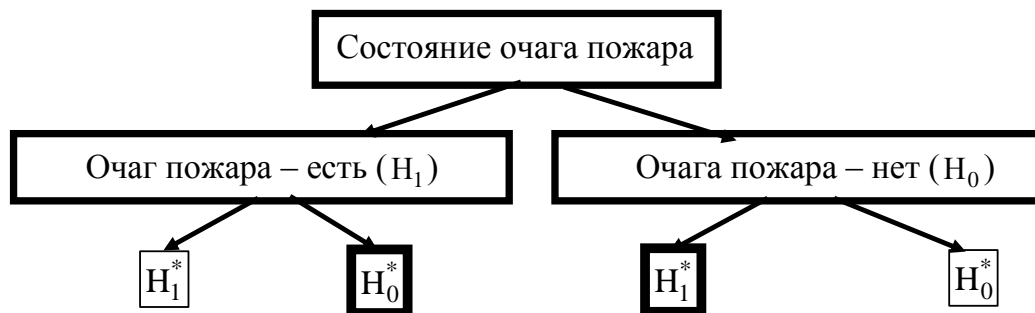 Состояние очага пожара
Очаг пожара – есть (H₁)
Очага пожара – нет (H₀)
H₁*
H₀*
H₁*
H₀*